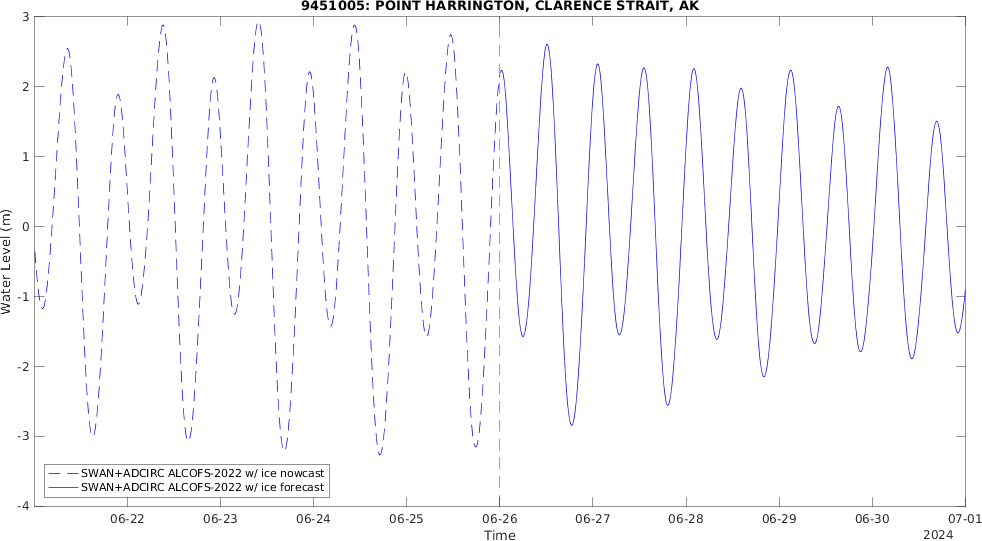 9451005: POINT HARRINGTON, CLARENCE STRAIT, AK
3
2
1
0
-1
-2
-3
-4
Water Level (m)
SWAN+ADCIRC ALCOFS-2022 w/ ice nowcast
SWAN+ADCIRC ALCOFS-2022 w/ ice forecast
06-22 06-23 06-24 06-25 06-26 06-27 06-28 06-29 06-30 07-01
Time
2024